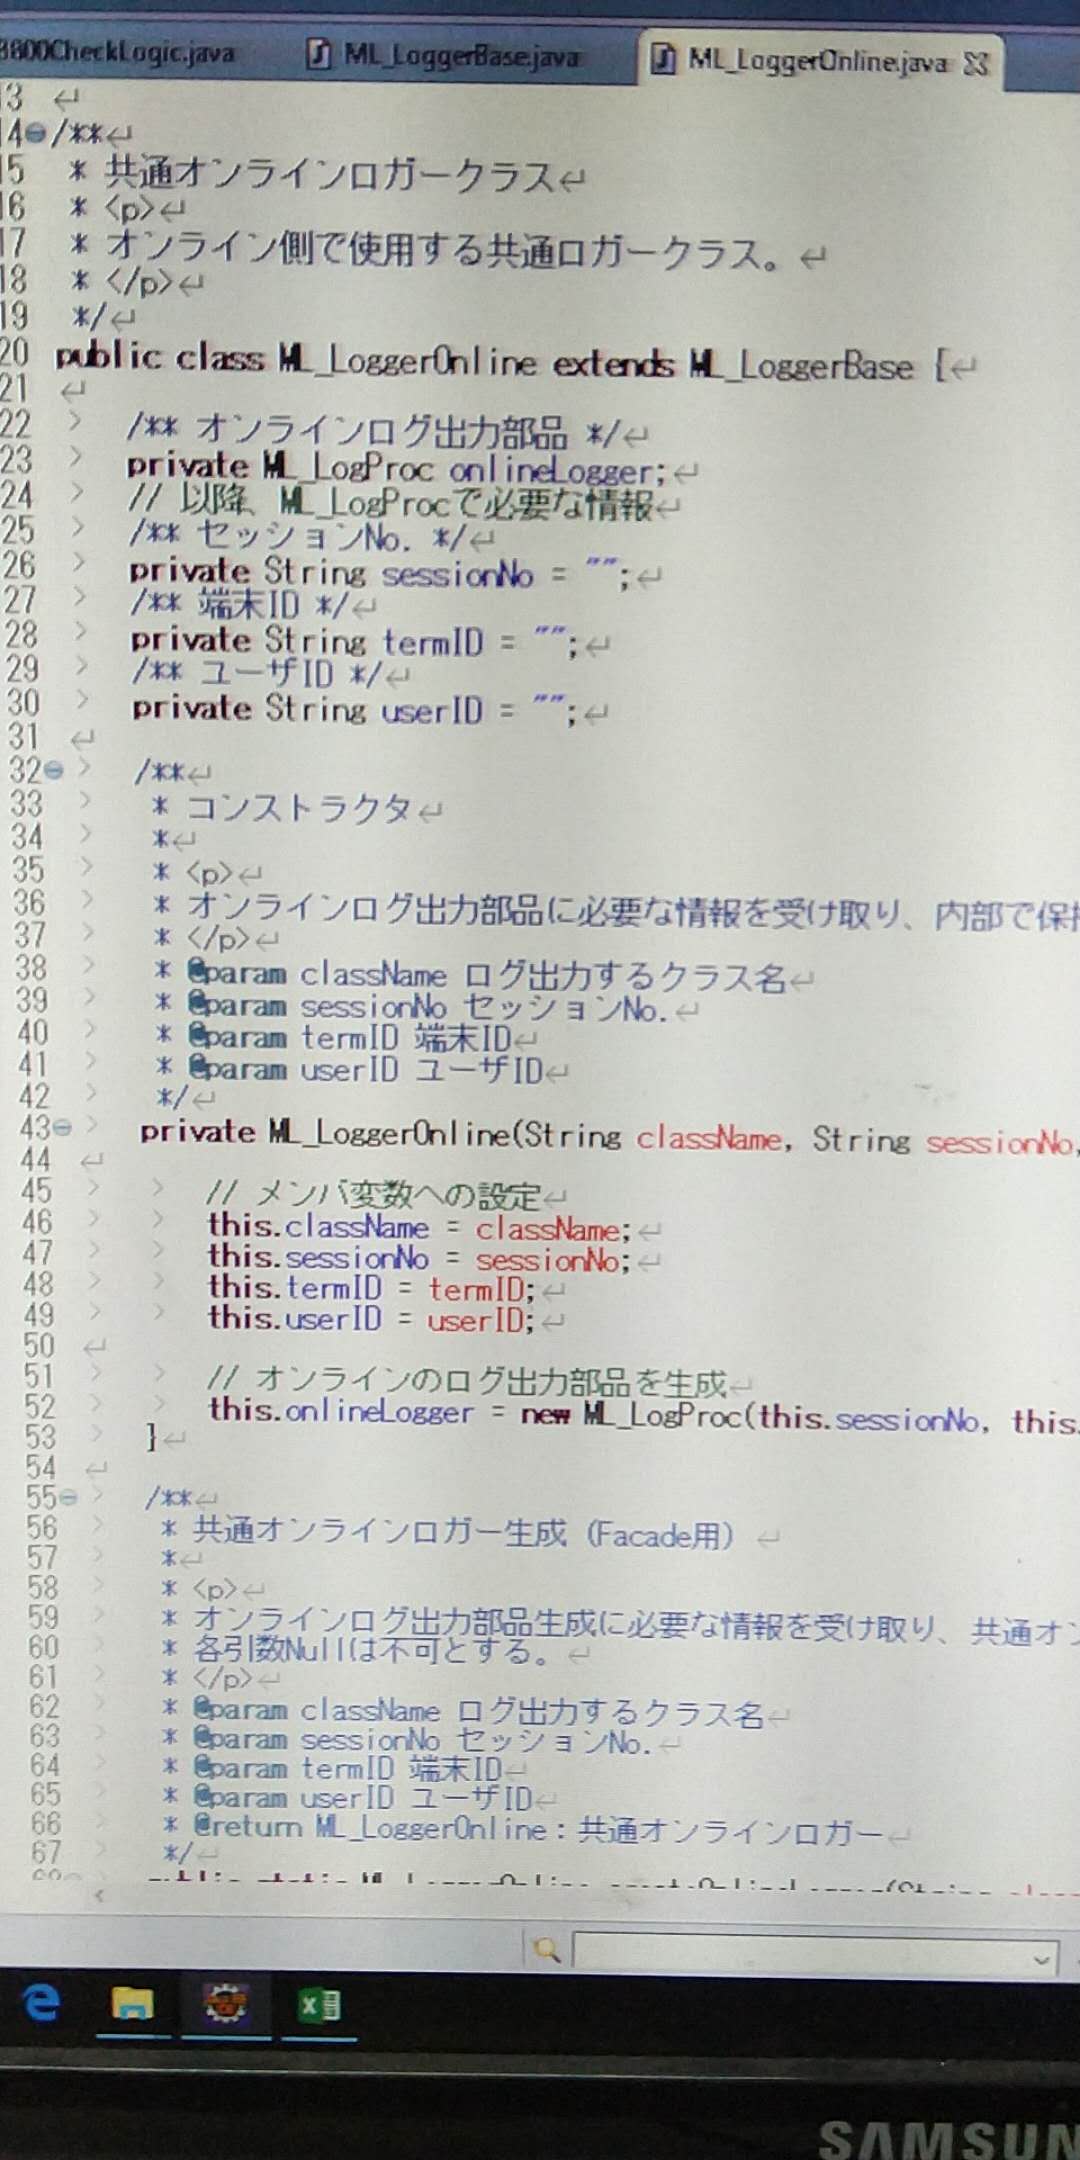 3800CheckLogic.java
ML_LoggerBase.java
ML_LoggerOnline.java
13
14 /**
15 * 共通オンラインロガークラス
16 * <p>
17 * オンライン側で使用する共通ロガークラス。
18 * </p>
19 */
20 public class ML_LoggerOnline extends ML_LoggerBase {
21
22 /** オンラインログ出力部品 */
23 private ML_LogProc onlineLogger;
24 // 以降、ML_LogProcで必要な情報
25 /** セッションNo. */
26 private String sessionNo = "";
27 /** 端末ID */
28 private String termID = "";
29 /** ユーザID */
30 private String userID = "";
31
32 /**
33 * コンストラクタ
34 *
35 * <p>
36 * オンラインログ出力部品に必要な情報を受け取り、内部で保持
37 * </p>
38 * @param className ログ出力するクラス名
39 * @param sessionNo セッションNo.
40 * @param termID 端末ID
41 * @param userID ユーザID
42 */
43 private ML_LoggerOnline(String className, String sessionNo,
44
45 // メンバ変数への設定
46 this.className = className;
47 this.sessionNo = sessionNo;
48 this.termID = termID;
49 this.userID = userID;
50
51 // オンラインのログ出力部品を生成
52 this.onlineLogger = new ML_LogProc(this.sessionNo, this.
53 }
54
55 /**
56 * 共通オンラインロガー生成（Facade用）
57 *
58 * <p>
59 * オンラインログ出力部品生成に必要な情報を受け取り、共通オン
60 * 各引数Nullは不可とする。
61 * </p>
62 * @param className ログ出力するクラス名
63 * @param sessionNo セッションNo.
64 * @param termID 端末ID
65 * @param userID ユーザID
66 * @return ML_LoggerOnline：共通オンラインロガー
67 */
SAMSUN